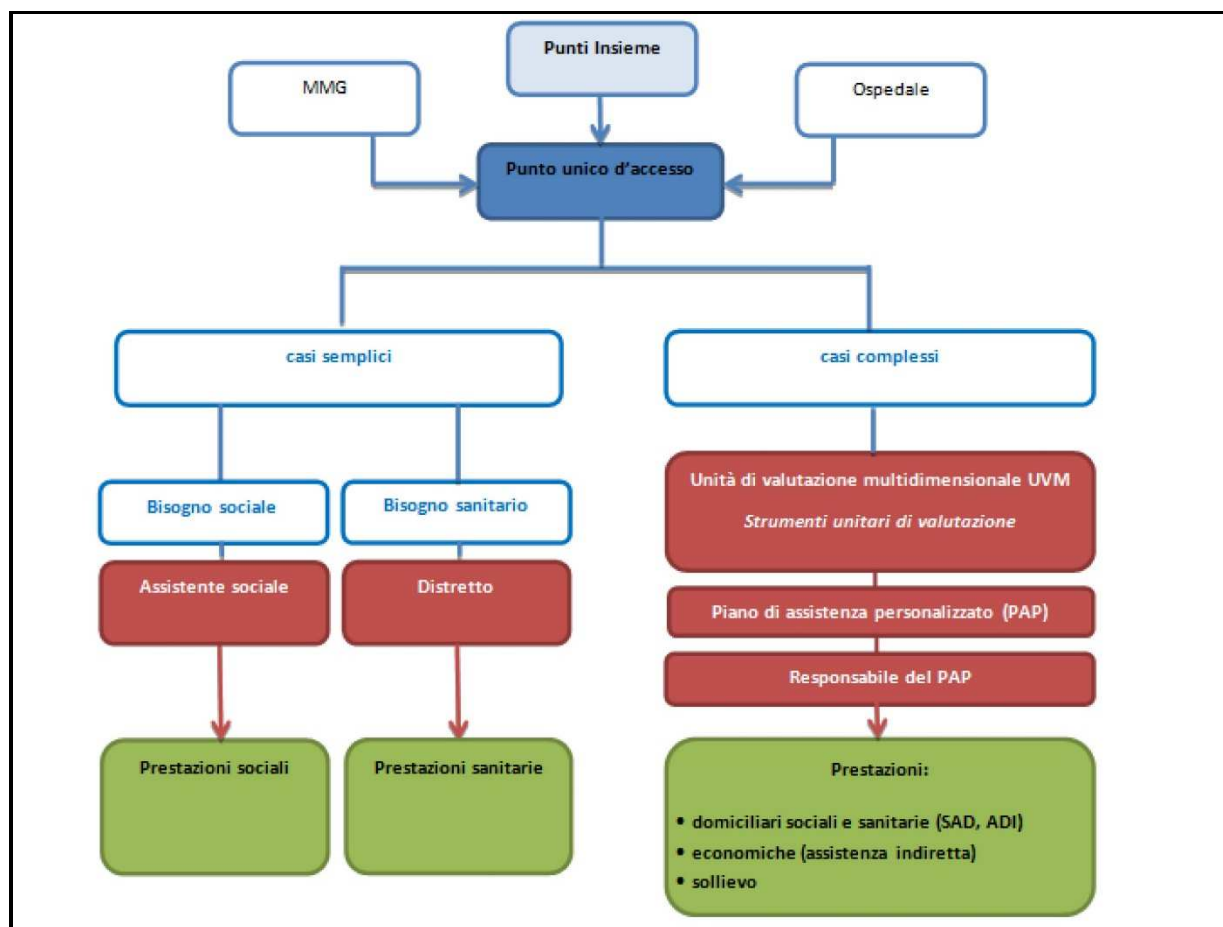 Punti Insieme
MMG
Ospedale
Punto unico d'accesso
casi semplici
casi complessi
Bisogno sociale
Bisogno sanitario
Unità di valutazione multidimensionale UVM
Strumenti unitari di valutazione
Assistente sociale
Distretto
Piano di assistenza personalizzato (PAP)
Responsabile del PAP
Prestazioni sociali
Prestazioni sanitarie
Prestazioni:
• domiciliari sociali e sanitarie (SAD, ADI)
• economiche (assistenza indiretta)
• sollievo